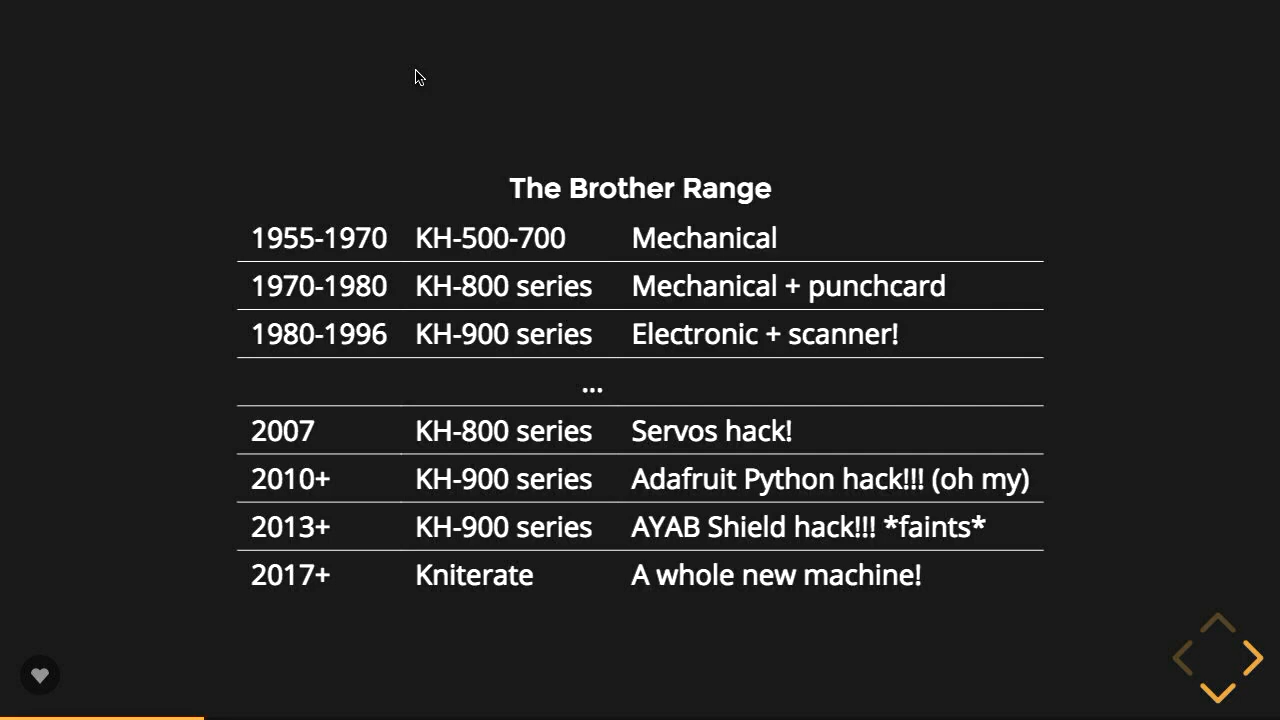 The Brother Range
1955-1970 KH-500-700 Mechanical
1970-1980 KH-800 series Mechanical + punchcard
1980-1996 KH-900 series Electronic + scanner!
...
2007 KH-800 series Servos hack!
2010+ KH-900 series Adafruit Python hack!!! (oh my)
2013+ KH-900 series AYAB Shield hack!!! *faints*
2017+ Kniterate A whole new machine!